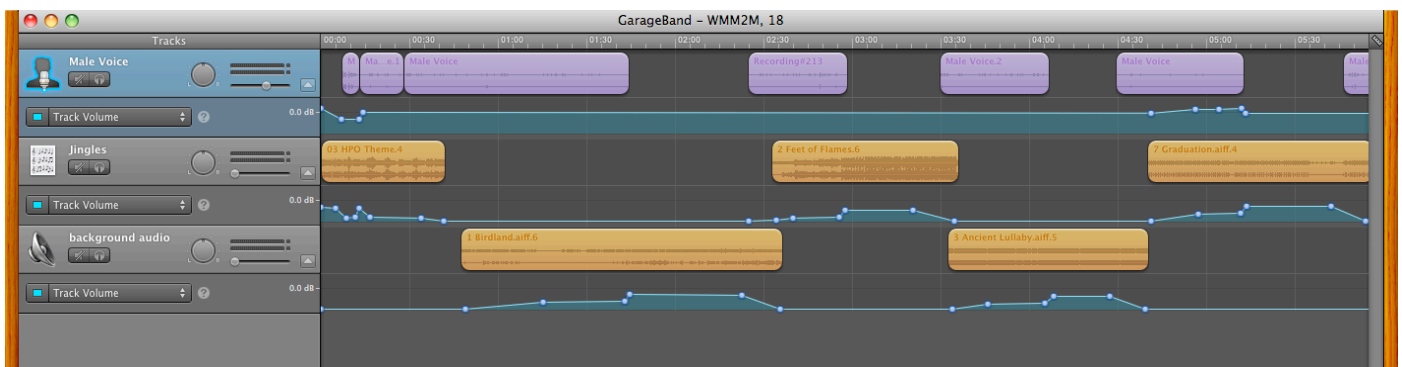 GarageBand – WMM2M, 18
Tracks
00:00 00:30 01:00 01:30 02:00 02:30 03:00 03:30 04:00 04:30 05:00 05:30
Male Voice
M Ma...e.1 Male Voice Recording#213 Male Voice.2 Male Voice Male
Track Volume ? 0.0 dB
Jingles
03 HPO Theme.4 2 Feet of Flames.6 7 Graduation.aiff.4
Track Volume ? 0.0 dB
background audio
1 Birdland.aiff.6 3 Ancient Lullaby.aiff.5
Track Volume ? 0.0 dB